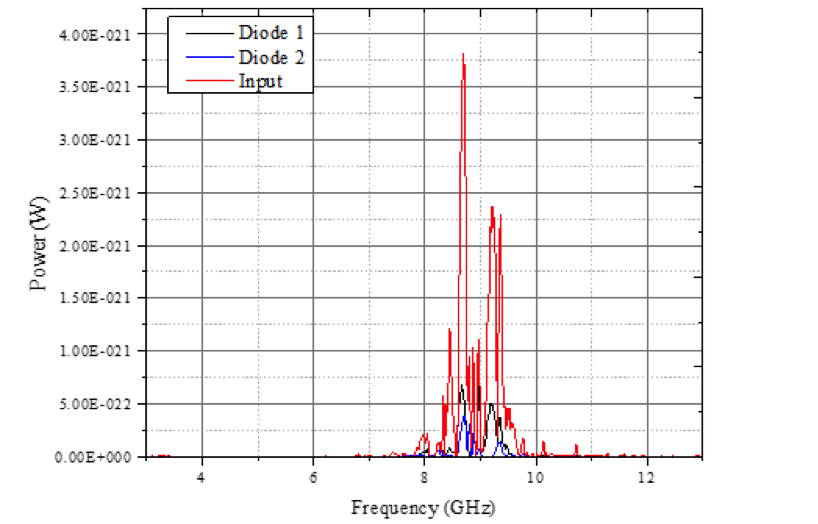 Diode 1
Diode 2
Input
4.00E-021
3.50E-021
3.00E-021
2.50E-021
2.00E-021
1.50E-021
1.00E-021
5.00E-022
0.00E+000
Power (W)
4 6 8 10 12
Frequency (GHz)